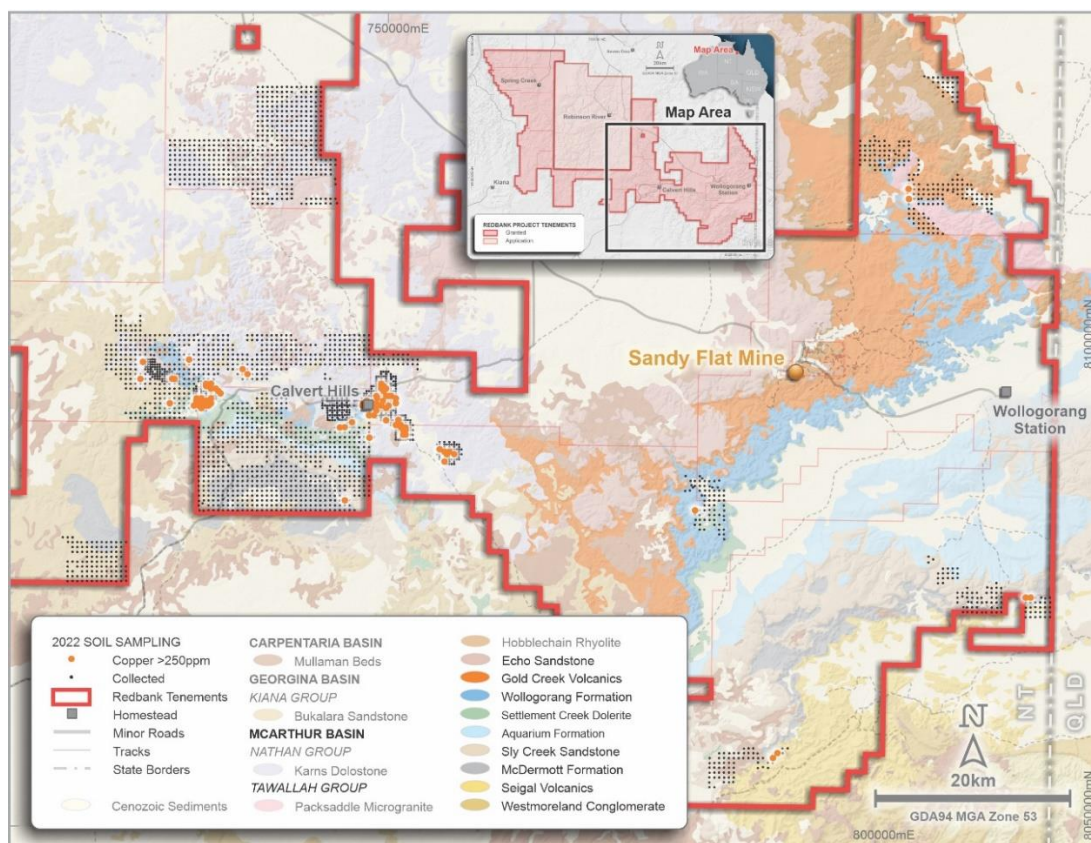 750000mE
Map Area
N
Spring Creek
Robinson River
Kiana
Calvert Hills
Wollogorang
Station
Map Area
REDBANK PROJECT TENEMENTS
Granted
Application
8100000mN
Sandy Flat Mine
Calvert Hills
Wollogorang
Station
2022 SOIL SAMPLING
Copper >250ppm
Collected
Redbank Tenements
Homestead
Minor Roads
Tracks
State Borders
Cenozoic Sediments
CARPENTARIA BASIN
Mullaman Beds
GEORGINA BASIN
KIANA GROUP
Bukalara Sandstone
MCARTHUR BASIN
NATHAN GROUP
Karns Dolostone
TAWALLAH GROUP
Packsaddle Microgranite
Hobblechain Rhyolite
Echo Sandstone
Gold Creek Volcanics
Wollogorang Formation
Settlement Creek Dolerite
Aquarium Formation
Sly Creek Sandstone
McDermott Formation
Seigal Volcanics
Westmoreland Conglomerate
NT
QLD
N
20km
GDA94 MGA Zone 53
800000mE
8050000mN